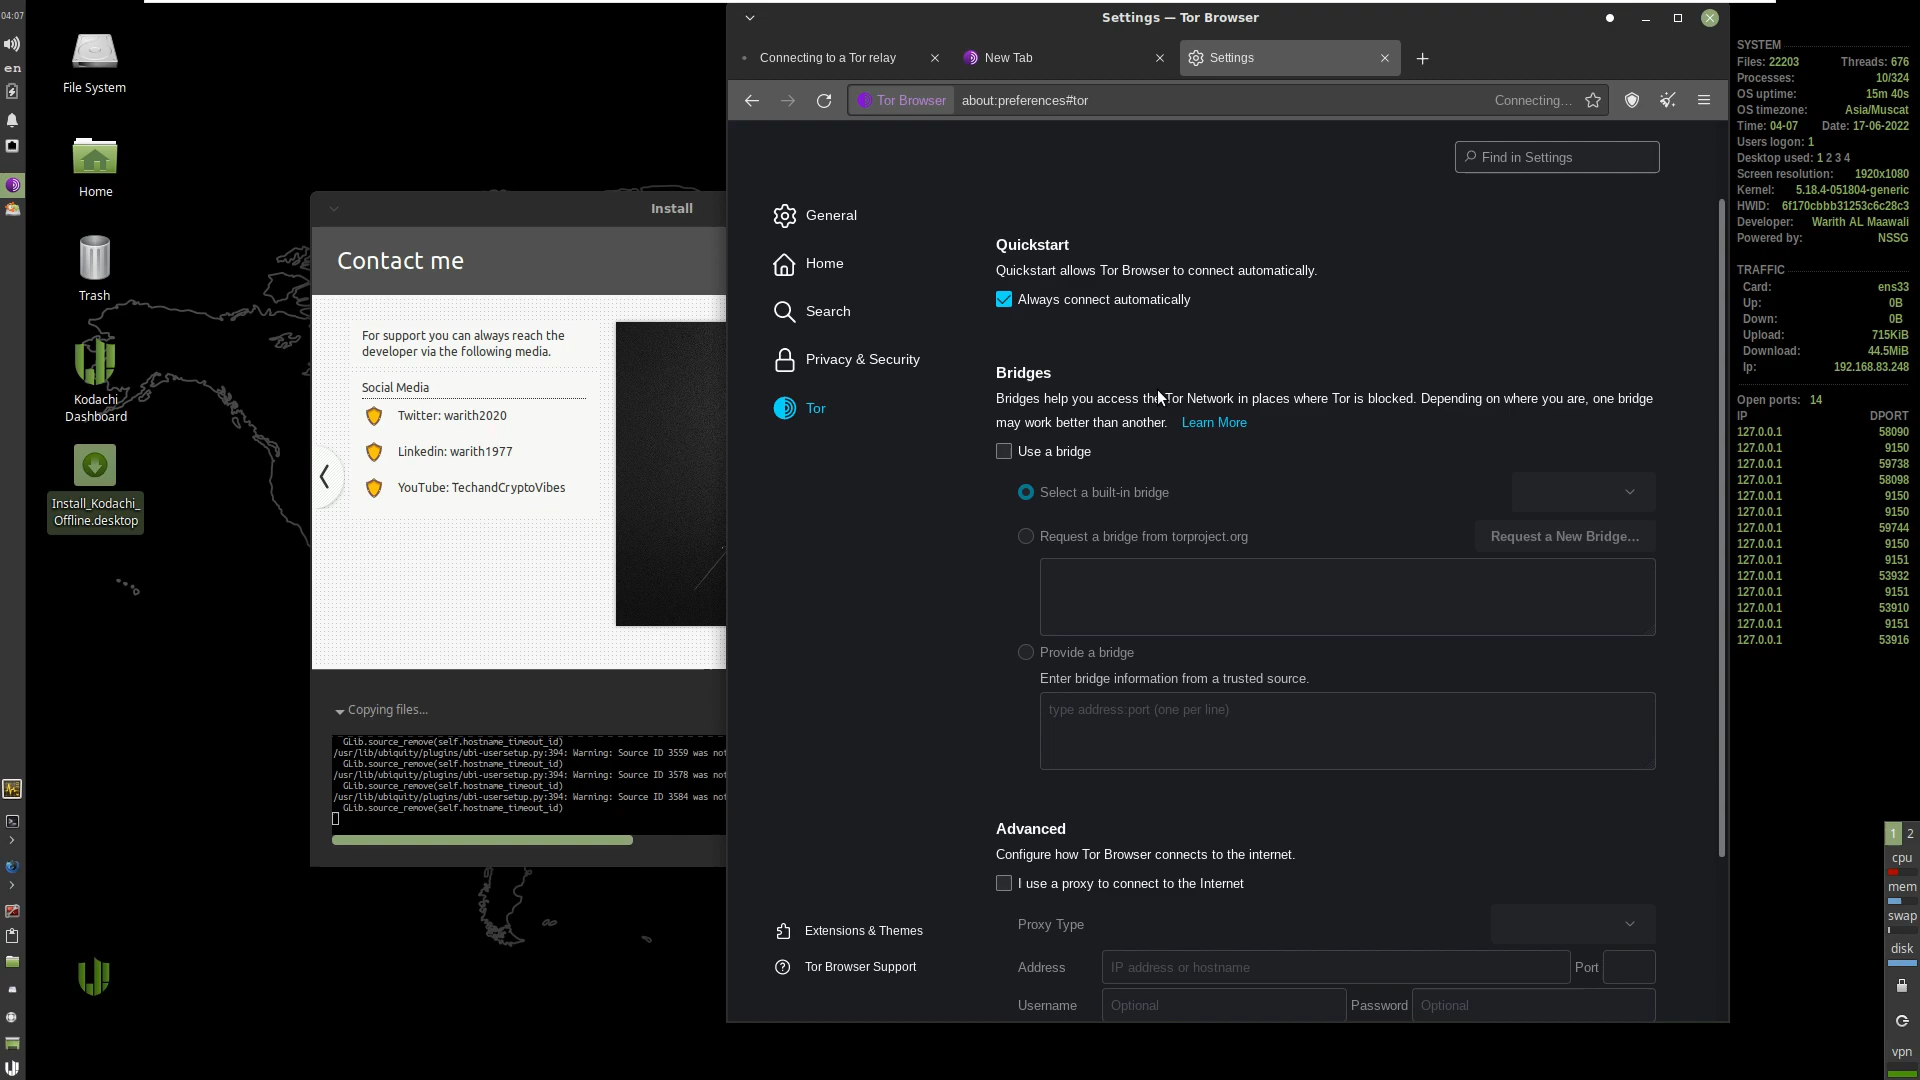 04:07
en
File System
Home
Trash
Kodachi
Dashboard
Install_Kodachi_
Offline.desktop
Install
Contact me
For support you can always reach the
developer via the following media.
Social Media
Twitter: warith2020
Linkedin: warith1977
YouTube: TechandCryptoVibes
Copying files...
GLib.source_remove(self.hostname_timeout_id)
/usr/lib/ubiquity/plugins/ubi-usersetup.py:394: Warning: Source ID 3559 was not
GLib.source_remove(self.hostname_timeout_id)
/usr/lib/ubiquity/plugins/ubi-usersetup.py:394: Warning: Source ID 3578 was not
GLib.source_remove(self.hostname_timeout_id)
/usr/lib/ubiquity/plugins/ubi-usersetup.py:394: Warning: Source ID 3584 was not
GLib.source_remove(self.hostname_timeout_id)
Settings — Tor Browser
Connecting to a Tor relay
New Tab
Settings
Tor Browser about:preferences#tor Connecting…
Find in Settings
General
Home
Search
Privacy & Security
Tor
Extensions & Themes
Tor Browser Support
Quickstart
Quickstart allows Tor Browser to connect automatically.
Always connect automatically
Bridges
Bridges help you access the Tor Network in places where Tor is blocked. Depending on where you are, one bridge
may work better than another. Learn More
Use a bridge
Select a built-in bridge
Request a bridge from torproject.org Request a New Bridge…
Provide a bridge
Enter bridge information from a trusted source.
type address:port (one per line)
Advanced
Configure how Tor Browser connects to the internet.
I use a proxy to connect to the Internet
Proxy Type
Address IP address or hostname Port
Username Optional Password Optional
SYSTEM
Files: 22203 Threads: 676
Processes: 10/324
OS uptime: 15m 40s
OS timezone: Asia/Muscat
Time: 04-07 Date: 17-06-2022
Users logon: 1
Desktop used: 1 2 3 4
Screen resolution: 1920x1080
Kernel: 5.18.4-051804-generic
HWID: 6f170cbbb31253c6c28c3
Developer: Warith AL Maawali
Powered by: NSSG
TRAFFIC
Card: ens33
Up: 0B
Down: 0B
Upload: 715KiB
Download: 44.5MiB
Ip: 192.168.83.248
Open ports: 14
IP DPORT
127.0.0.1 58090
127.0.0.1 9150
127.0.0.1 59738
127.0.0.1 58098
127.0.0.1 9150
127.0.0.1 9150
127.0.0.1 59744
127.0.0.1 9150
127.0.0.1 9151
127.0.0.1 53932
127.0.0.1 9151
127.0.0.1 53910
127.0.0.1 9151
127.0.0.1 53916
1 2
cpu
mem
swap
disk
vpn